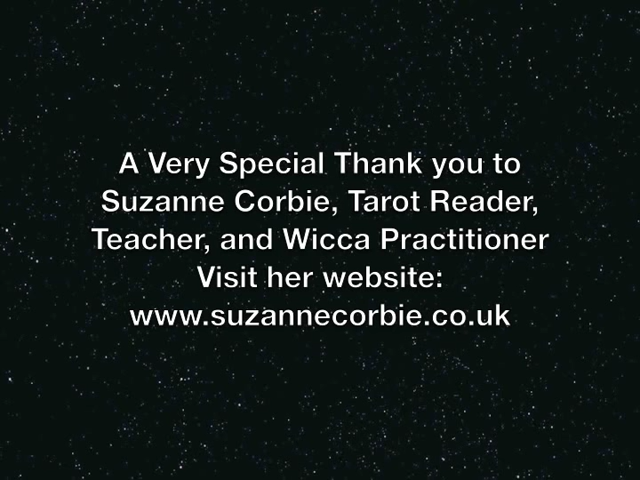 A Very Special Thank you to
Suzanne Corbie, Tarot Reader,
Teacher, and Wicca Practitioner
Visit her website:
www.suzannecorbie.co.uk